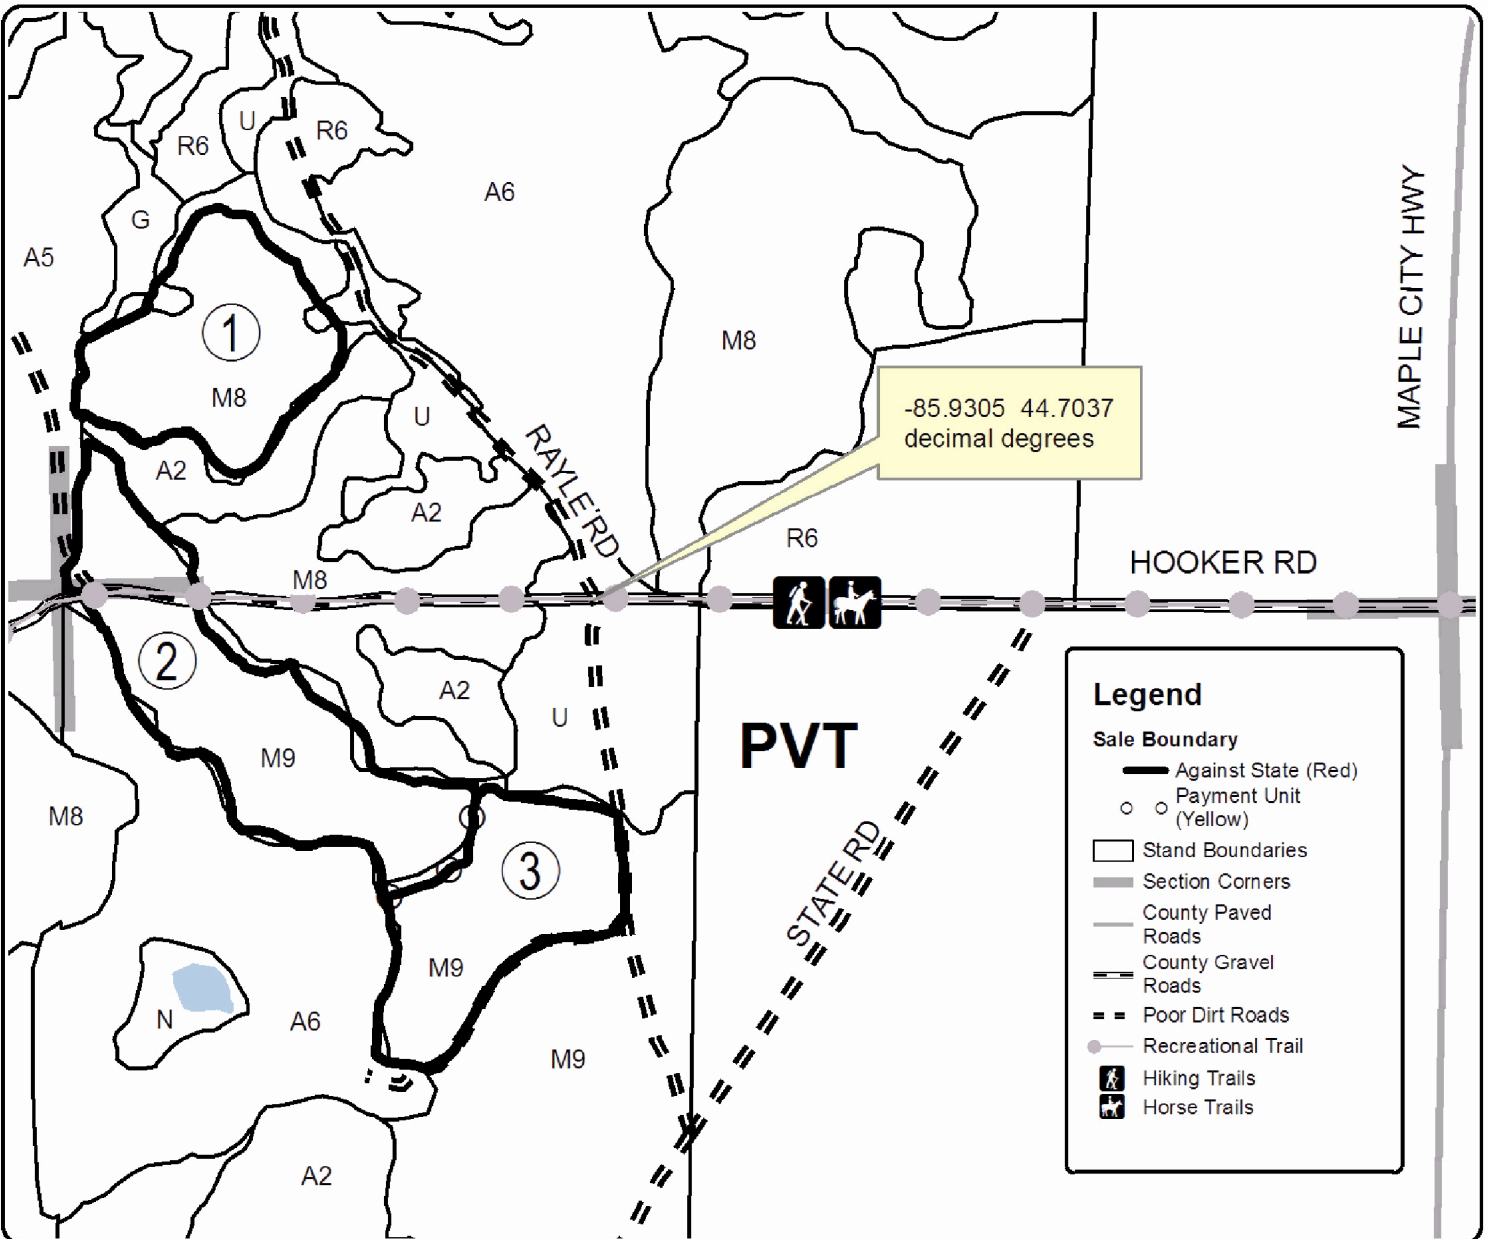 R6
U
R6
A6
G
A5
1
M8
M8
U
A2
A2
RAYLE RD
-85.9305 44.7037
decimal degrees
R6
MAPLE CITY HWY
HOOKER RD
M8
2
A2
U
M9
PVT
M8
3
STATE RD
M9
N
A6
M9
A2
Legend
Sale Boundary
Against State (Red)
Payment Unit
(Yellow)
Stand Boundaries
Section Corners
County Paved
Roads
County Gravel
Roads
Poor Dirt Roads
Recreational Trail
Hiking Trails
Horse Trails